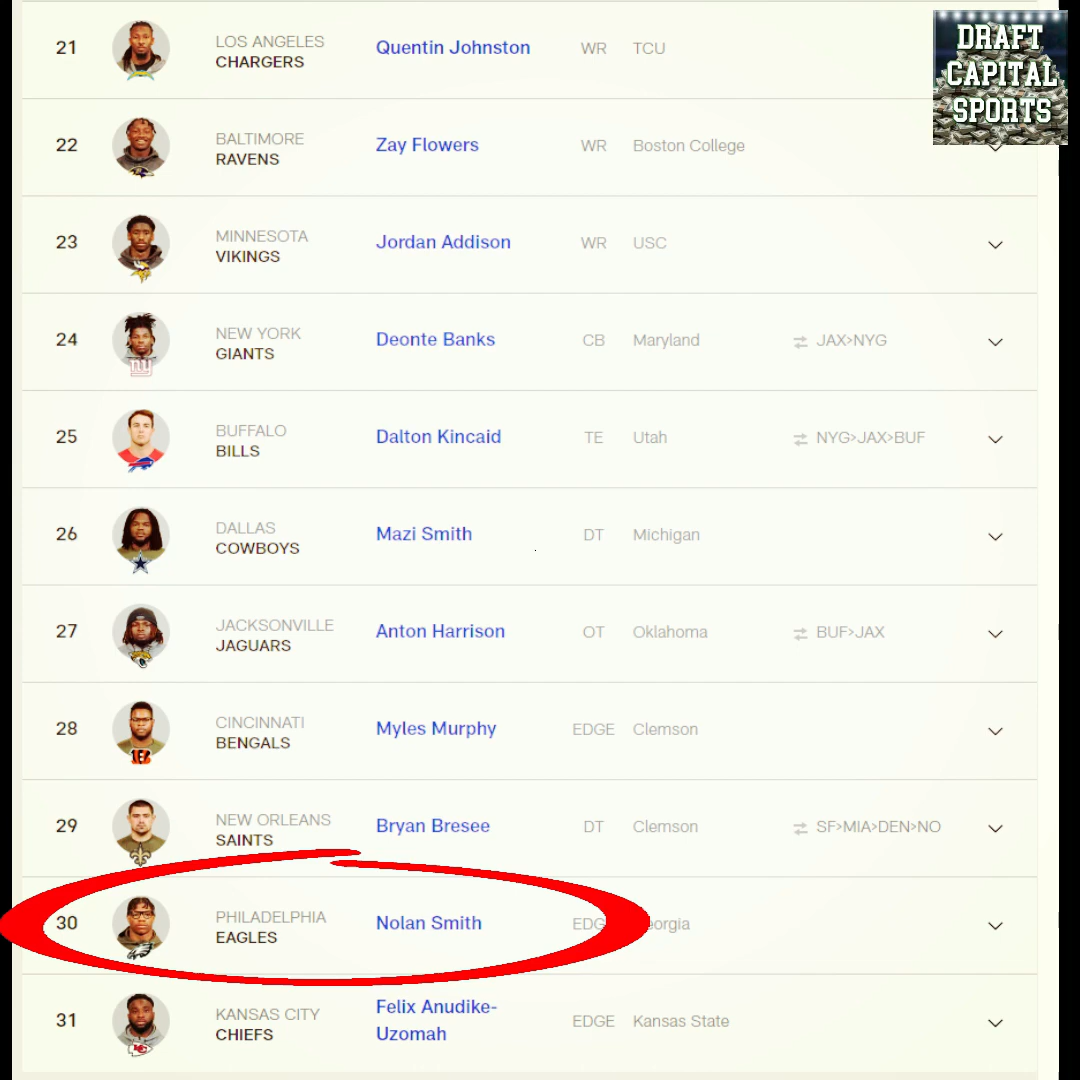 DRAFT
CAPITAL
SPORTS
21 LOS ANGELES CHARGERS Quentin Johnston WR TCU
22 BALTIMORE RAVENS Zay Flowers WR Boston College
23 MINNESOTA VIKINGS Jordan Addison WR USC
24 NEW YORK GIANTS Deonte Banks CB Maryland JAX>NYG
25 BUFFALO BILLS Dalton Kincaid TE Utah NYG>JAX>BUF
26 DALLAS COWBOYS Mazi Smith DT Michigan
27 JACKSONVILLE JAGUARS Anton Harrison OT Oklahoma BUF>JAX
28 CINCINNATI BENGALS Myles Murphy EDGE Clemson
29 NEW ORLEANS SAINTS Bryan Bresee DT Clemson SF>MIA>DEN>NO
30 PHILADELPHIA EAGLES Nolan Smith
31 KANSAS CITY CHIEFS Felix Anudike-Uzomah EDGE Kansas State